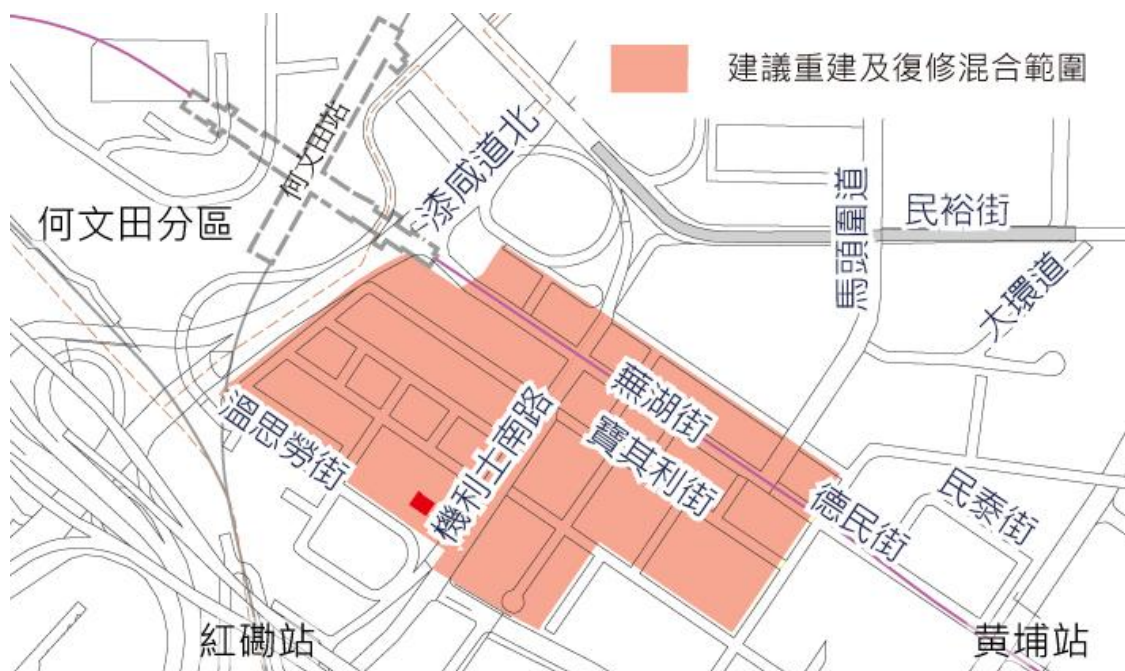 建議重建及復修混合範圍
何文田站
漆咸道北
何文田分區
馬頭圍道
民裕街
大環道
蕪湖街
寶其利街
溫思勞街
機利士南路
德民街
民泰街
紅磡站
黃埔站